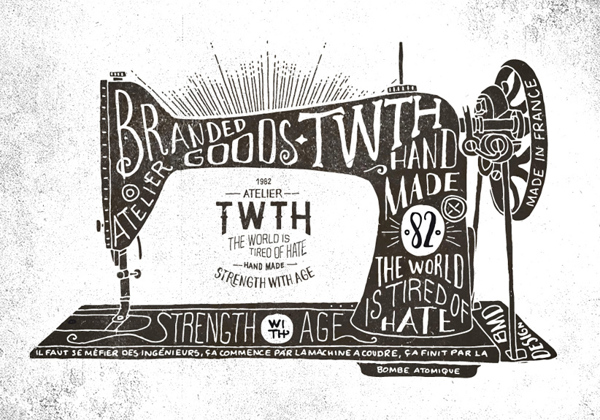 BRANDED
GOODS
TWTH
ATELIER
HAND
MADE
82
THE WORLD
IS TIRED OF
HATE
MADE IN FRANCE
1982
ATELIER
TWTH
THE WORLD IS
TIRED OF HATE
HAND MADE
STRENGTH WITH AGE
STRENGTH WITH AGE
BMD
DESIGN
IL FAUT SE MÉFIER DES INGÉNIEURS, ÇA COMMENCE PAR LA MACHINE A COUDRE, ÇA FINIT PAR LA
BOMBE ATOMIQUE